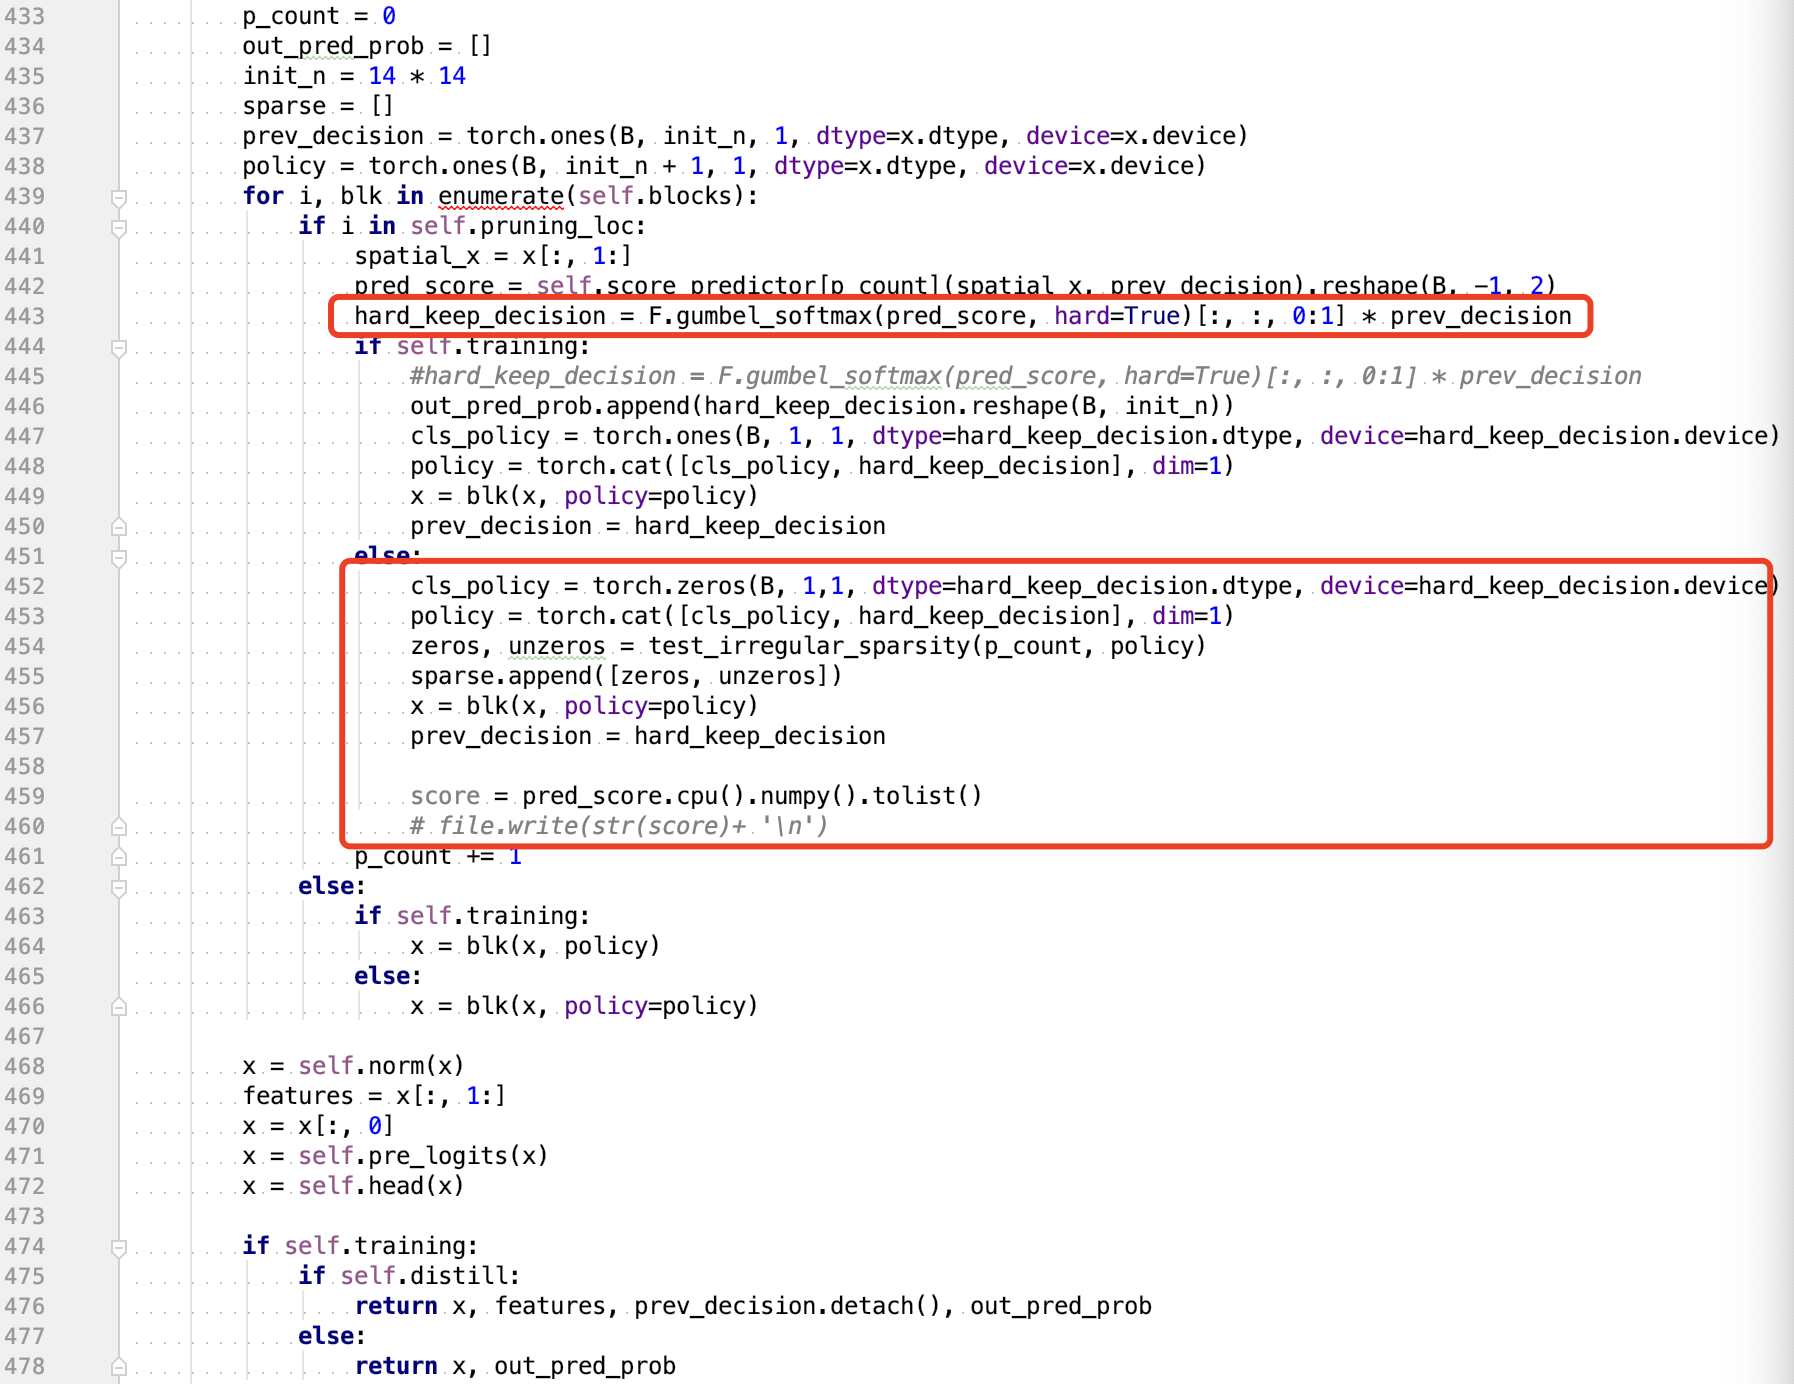 433 p_count = 0
434 out_pred_prob = []
435 init_n = 14 * 14
436 sparse = []
437 prev_decision = torch.ones(B, init_n, 1, dtype=x.dtype, device=x.device)
438 policy = torch.ones(B, init_n + 1, 1, dtype=x.dtype, device=x.device)
439 for i, blk in enumerate(self.blocks):
440 if i in self.pruning_loc:
441 spatial_x = x[:, 1:]
442 pred_score = self.score_predictor[p_count](spatial_x, prev_decision).reshape(B, -1, 2)
443 hard_keep_decision = F.gumbel_softmax(pred_score, hard=True)[:, :, 0:1] * prev_decision
444 if self.training:
445 #hard_keep_decision = F.gumbel_softmax(pred_score, hard=True)[:, :, 0:1] * prev_decision
446 out_pred_prob.append(hard_keep_decision.reshape(B, init_n))
447 cls_policy = torch.ones(B, 1, 1, dtype=hard_keep_decision.dtype, device=hard_keep_decision.device)
448 policy = torch.cat([cls_policy, hard_keep_decision], dim=1)
449 x = blk(x, policy=policy)
450 prev_decision = hard_keep_decision
451 else:
452 cls_policy = torch.zeros(B, 1,1, dtype=hard_keep_decision.dtype, device=hard_keep_decision.device)
453 policy = torch.cat([cls_policy, hard_keep_decision], dim=1)
454 zeros, unzeros = test_irregular_sparsity(p_count, policy)
455 sparse.append([zeros, unzeros])
456 x = blk(x, policy=policy)
457 prev_decision = hard_keep_decision
458
459 score = pred_score.cpu().numpy().tolist()
460 # file.write(str(score)+ '\n')
461 p_count += 1
462 else:
463 if self.training:
464 x = blk(x, policy)
465 else:
466 x = blk(x, policy=policy)
467
468 x = self.norm(x)
469 features = x[:, 1:]
470 x = x[:, 0]
471 x = self.pre_logits(x)
472 x = self.head(x)
473
474 if self.training:
475 if self.distill:
476 return x, features, prev_decision.detach(), out_pred_prob
477 else:
478 return x, out_pred_prob